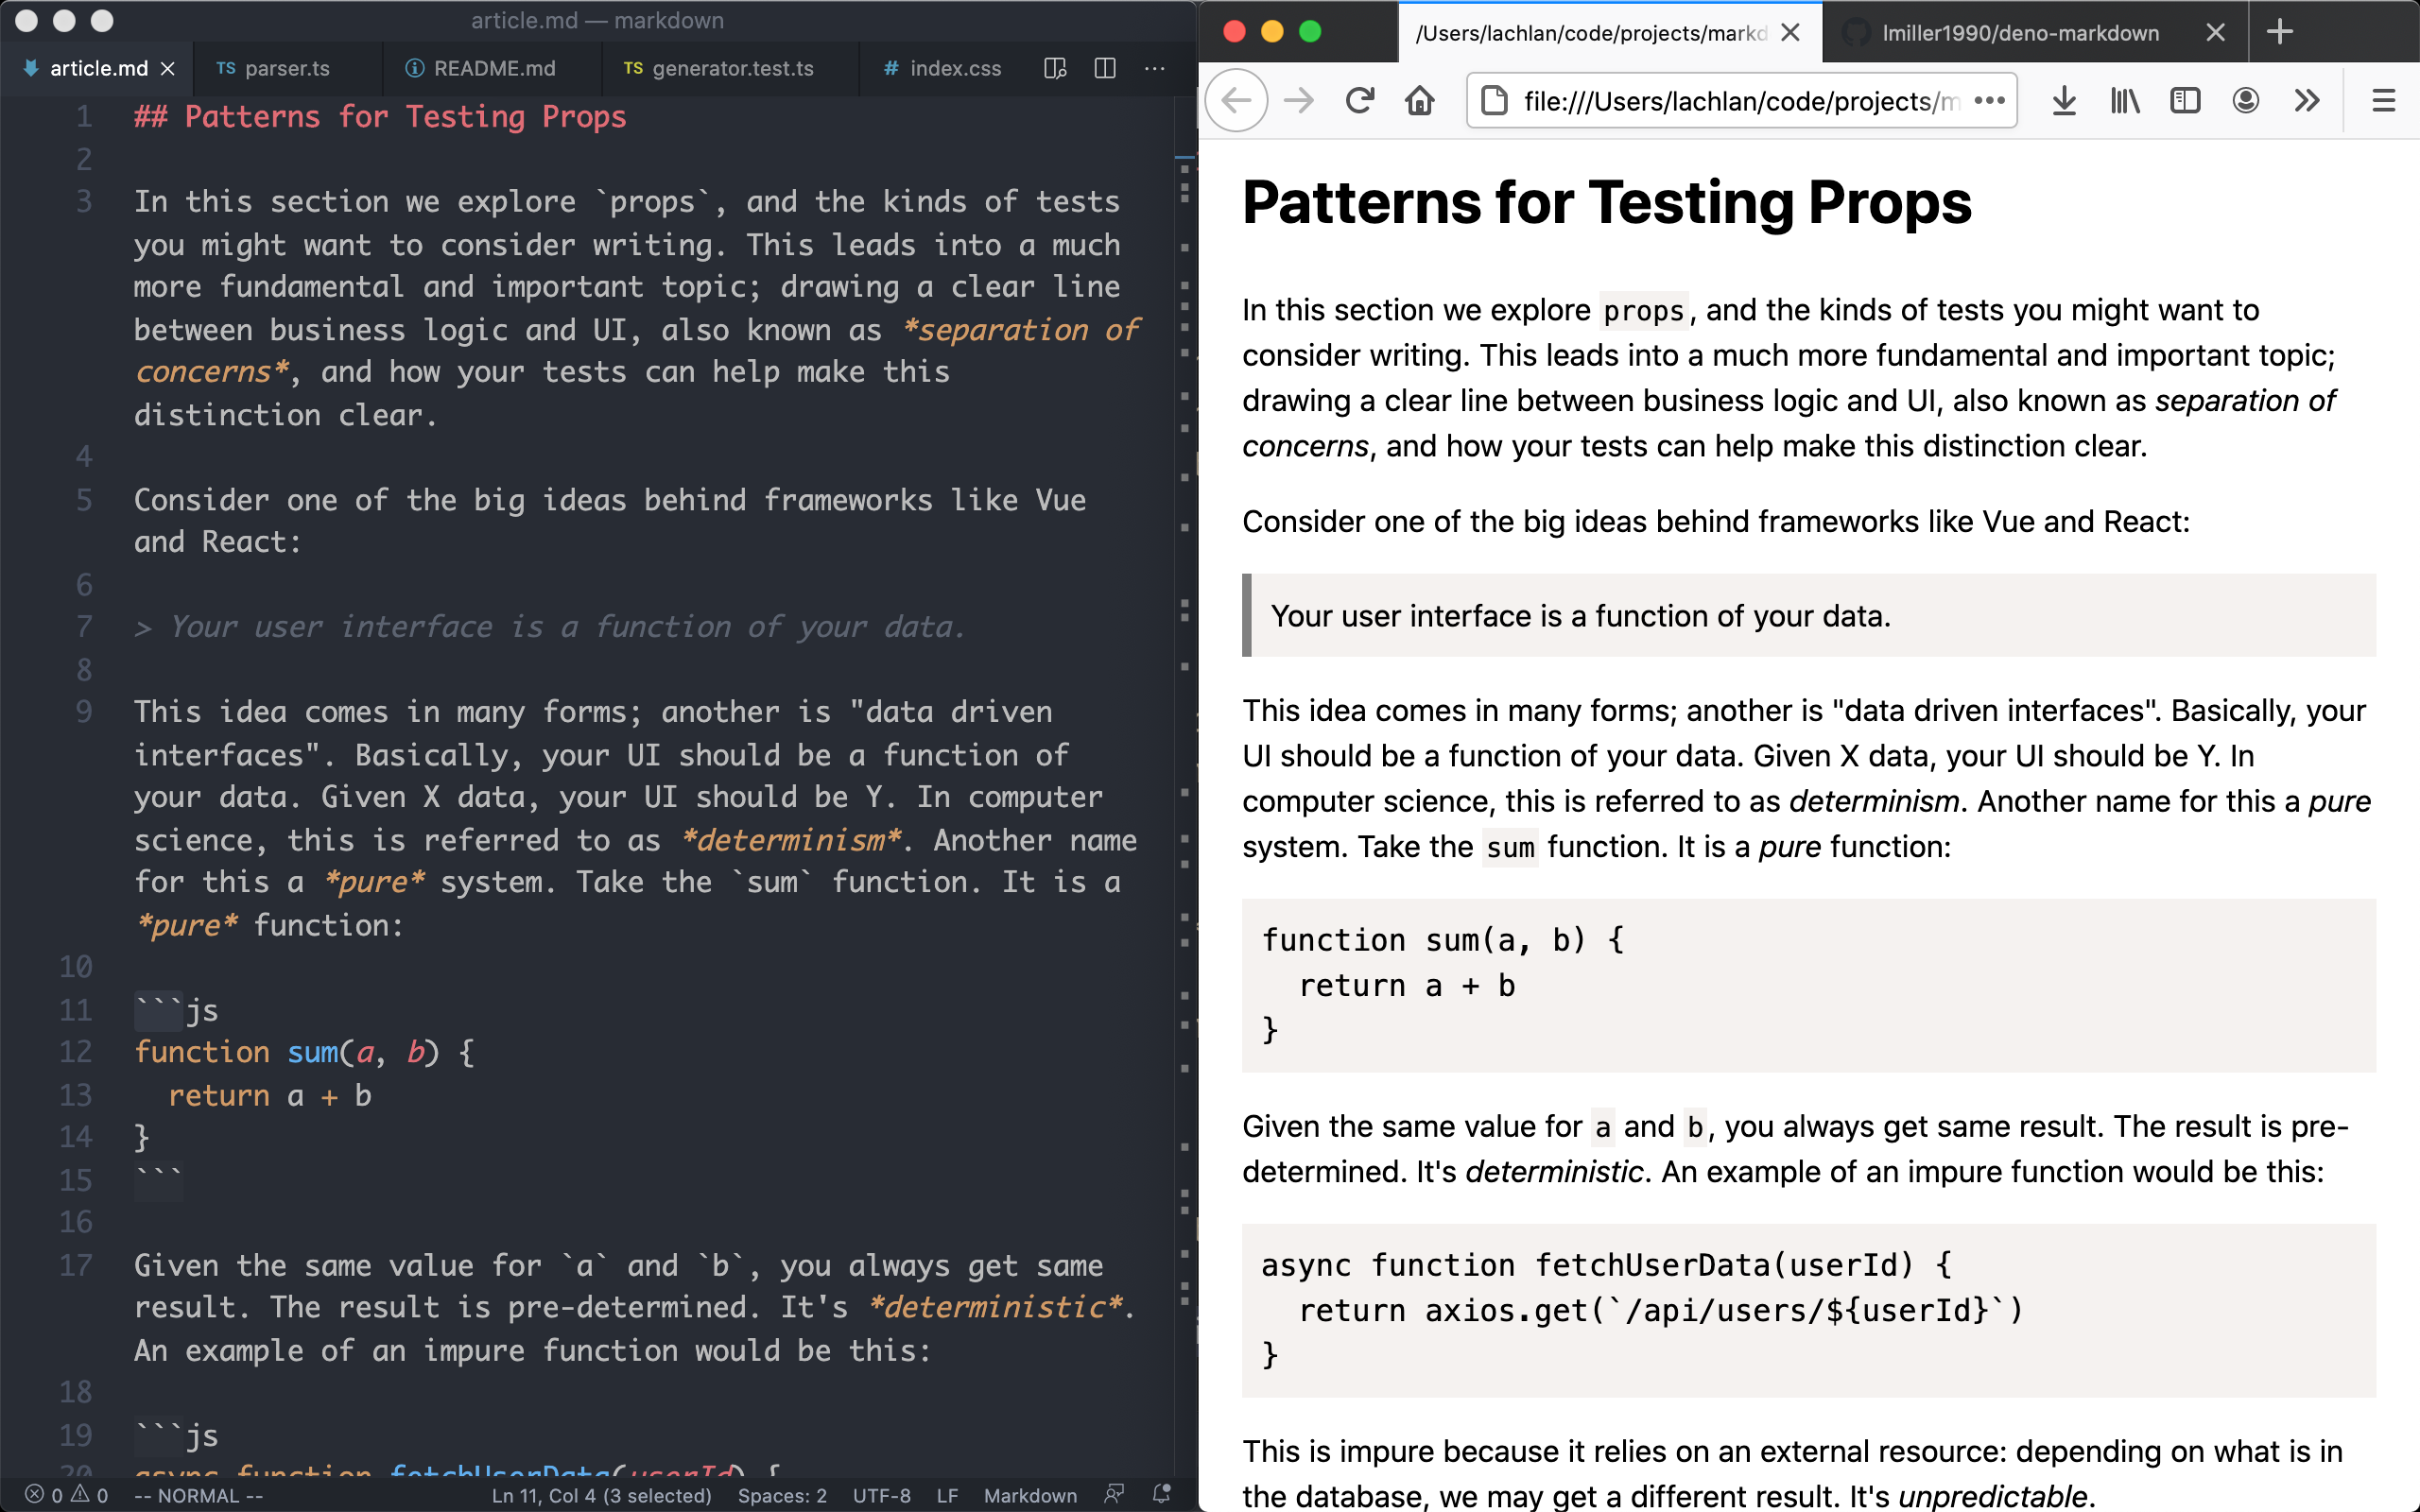 article.md — markdown
article.md
TS parser.ts
README.md
TS generator.test.ts
# index.css
1 ## Patterns for Testing Props
2
3 In this section we explore `props`, and the kinds of tests
you might want to consider writing. This leads into a much
more fundamental and important topic; drawing a clear line
between business logic and UI, also known as *separation of
concerns*, and how your tests can help make this
distinction clear.
4
5 Consider one of the big ideas behind frameworks like Vue
and React:
6
7 > Your user interface is a function of your data.
8
9 This idea comes in many forms; another is "data driven
interfaces". Basically, your UI should be a function of
your data. Given X data, your UI should be Y. In computer
science, this is referred to as *determinism*. Another name
for this a *pure* system. Take the `sum` function. It is a
*pure* function:
10
11 ```js
12 function sum(a, b) {
13   return a + b
14 }
15 ```
16
17 Given the same value for `a` and `b`, you always get same
result. The result is pre-determined. It's *deterministic*.
An example of an impure function would be this:
18
19 ```js
20 async function fetchUserData(userId) {
0 0 -- NORMAL -- Ln 11, Col 4 (3 selected) Spaces: 2 UTF-8 LF Markdown
/Users/lachlan/code/projects/markd
lmiller1990/deno-markdown
file:///Users/lachlan/code/projects/m
Patterns for Testing Props
In this section we explore props, and the kinds of tests you might want to
consider writing. This leads into a much more fundamental and important topic;
drawing a clear line between business logic and UI, also known as separation of
concerns, and how your tests can help make this distinction clear.
Consider one of the big ideas behind frameworks like Vue and React:
Your user interface is a function of your data.
This idea comes in many forms; another is "data driven interfaces". Basically, your
UI should be a function of your data. Given X data, your UI should be Y. In
computer science, this is referred to as determinism. Another name for this a pure
system. Take the sum function. It is a pure function:
function sum(a, b) {
  return a + b
}
Given the same value for a and b, you always get same result. The result is pre-
determined. It's deterministic. An example of an impure function would be this:
async function fetchUserData(userId) {
  return axios.get(`/api/users/${userId}`)
}
This is impure because it relies on an external resource: depending on what is in
the database, we may get a different result. It's unpredictable.